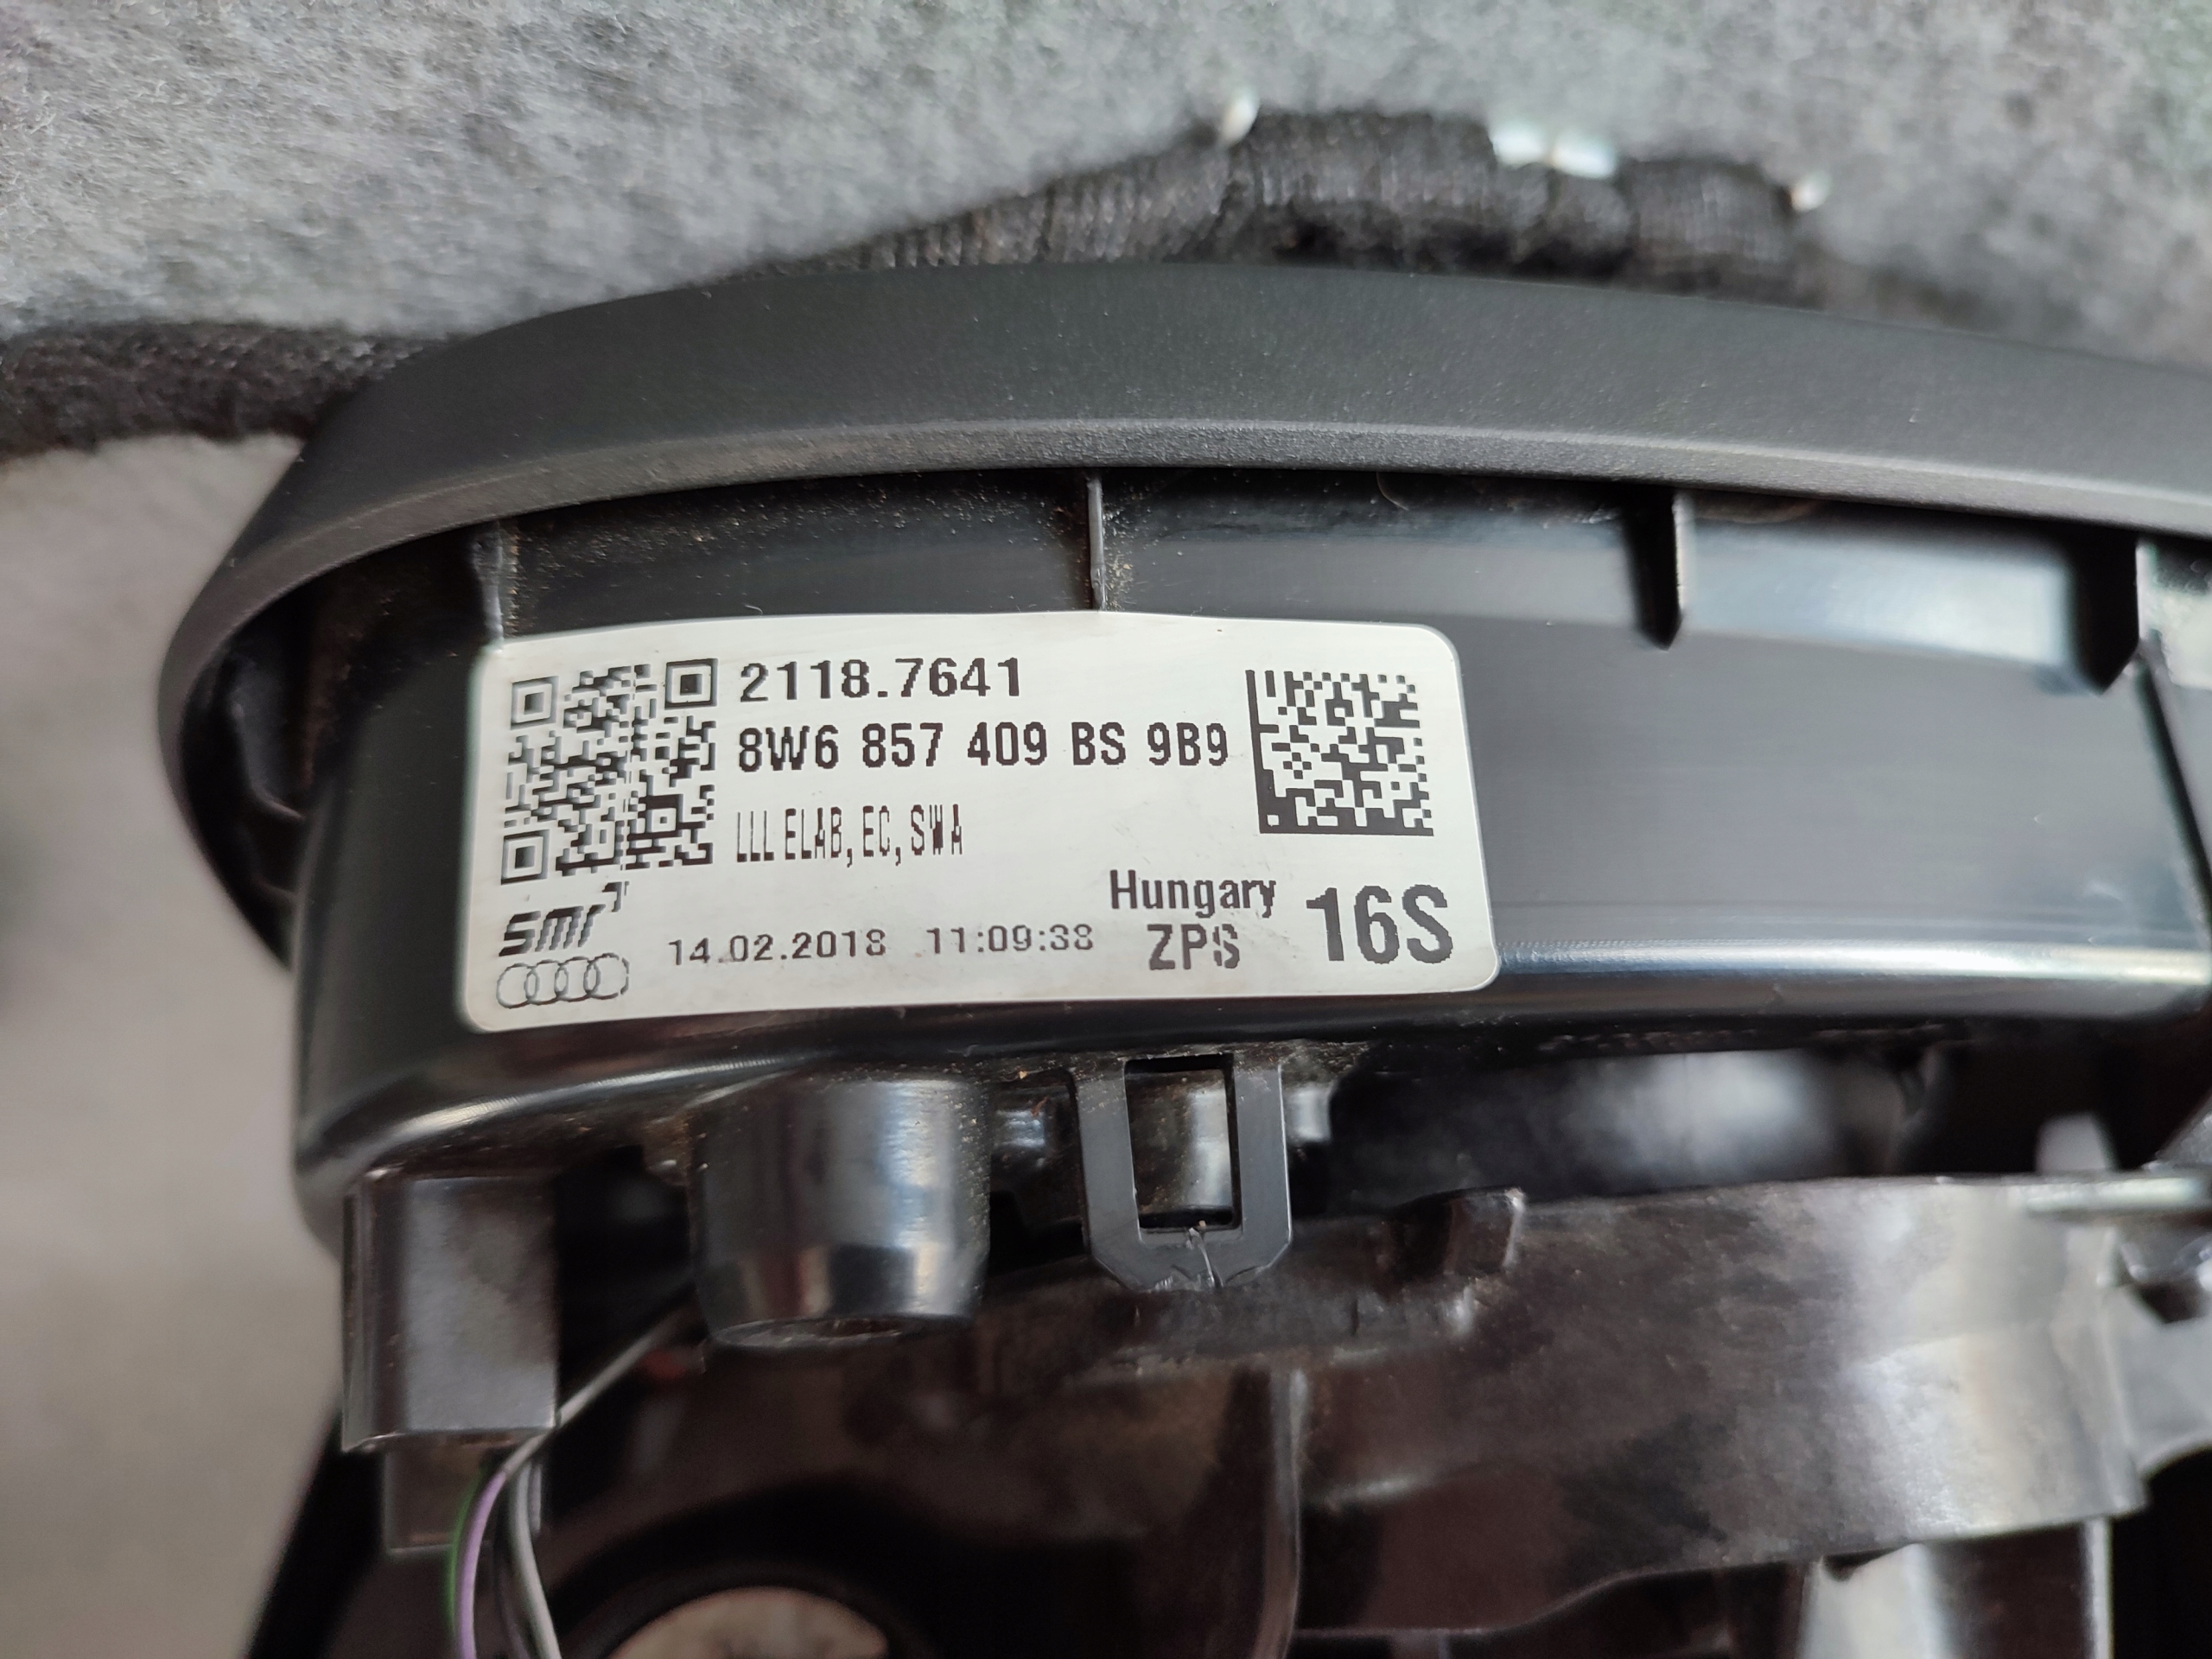 2118.7641
8W6 857 409 BS 9B9
LLL ELAB, EC, SWA
smr
14.02.2018 11:09:38
Hungary
ZPS
16S